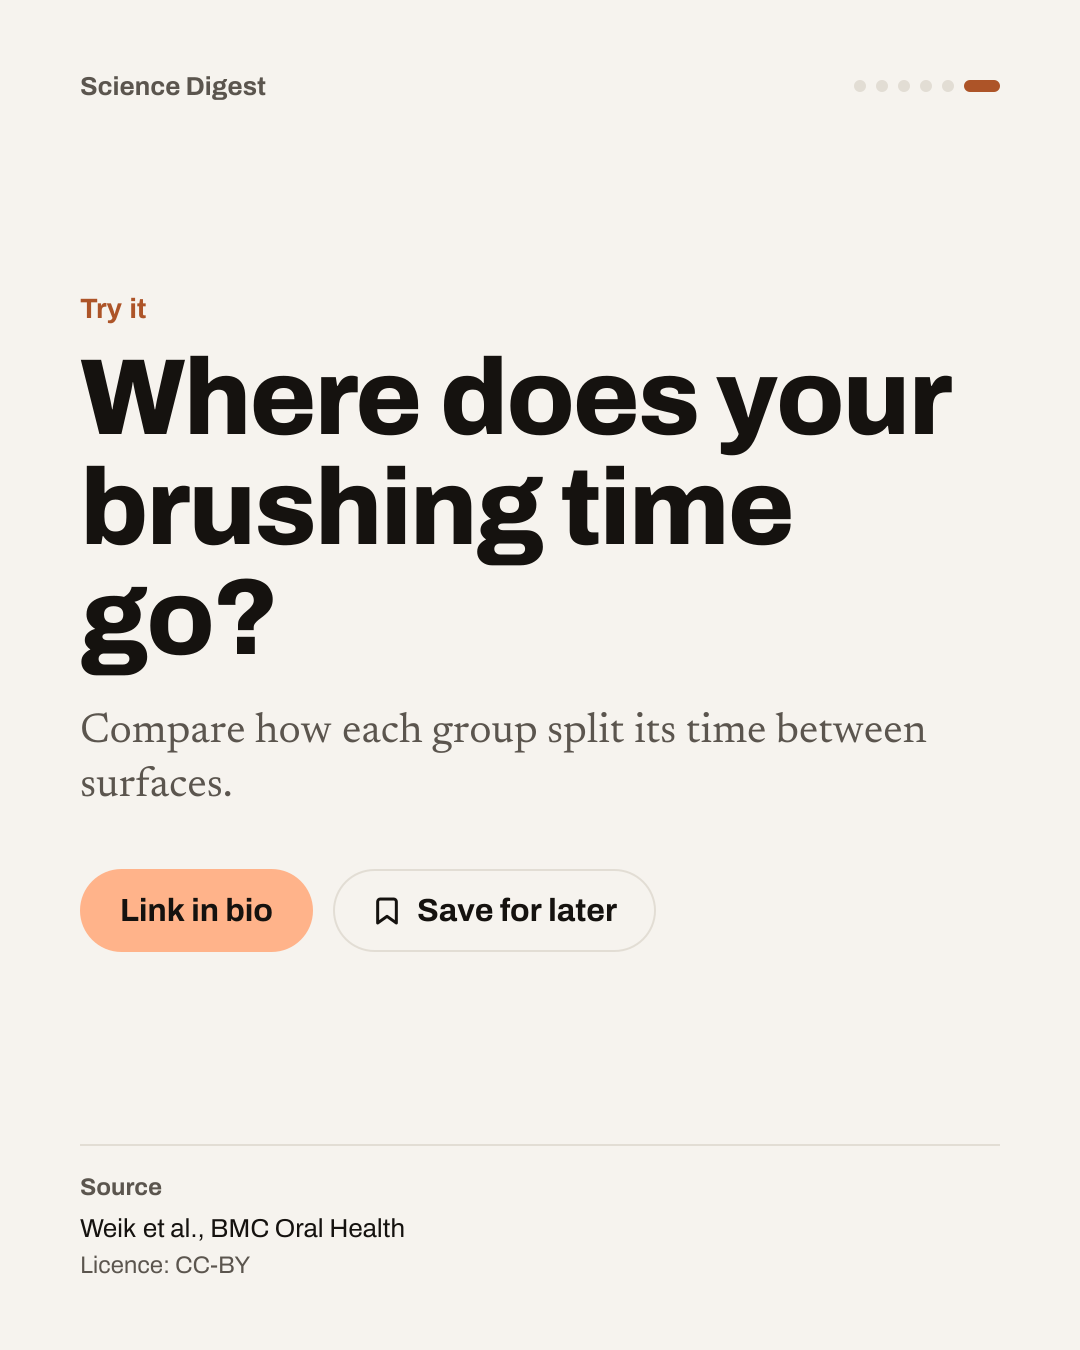 Science Digest
Try it
Where does your
brushing time
go?
Compare how each group split its time between
surfaces.
Link in bio
Save for later
Source
Weik et al., BMC Oral Health
Licence: CC-BY